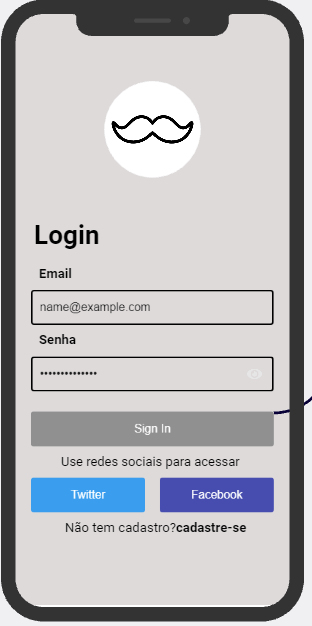 Login
Email
name@example.com
Senha
••••••••••••••
Sign In
Use redes sociais para acessar
Twitter Facebook
Não tem cadastro?cadastre-se